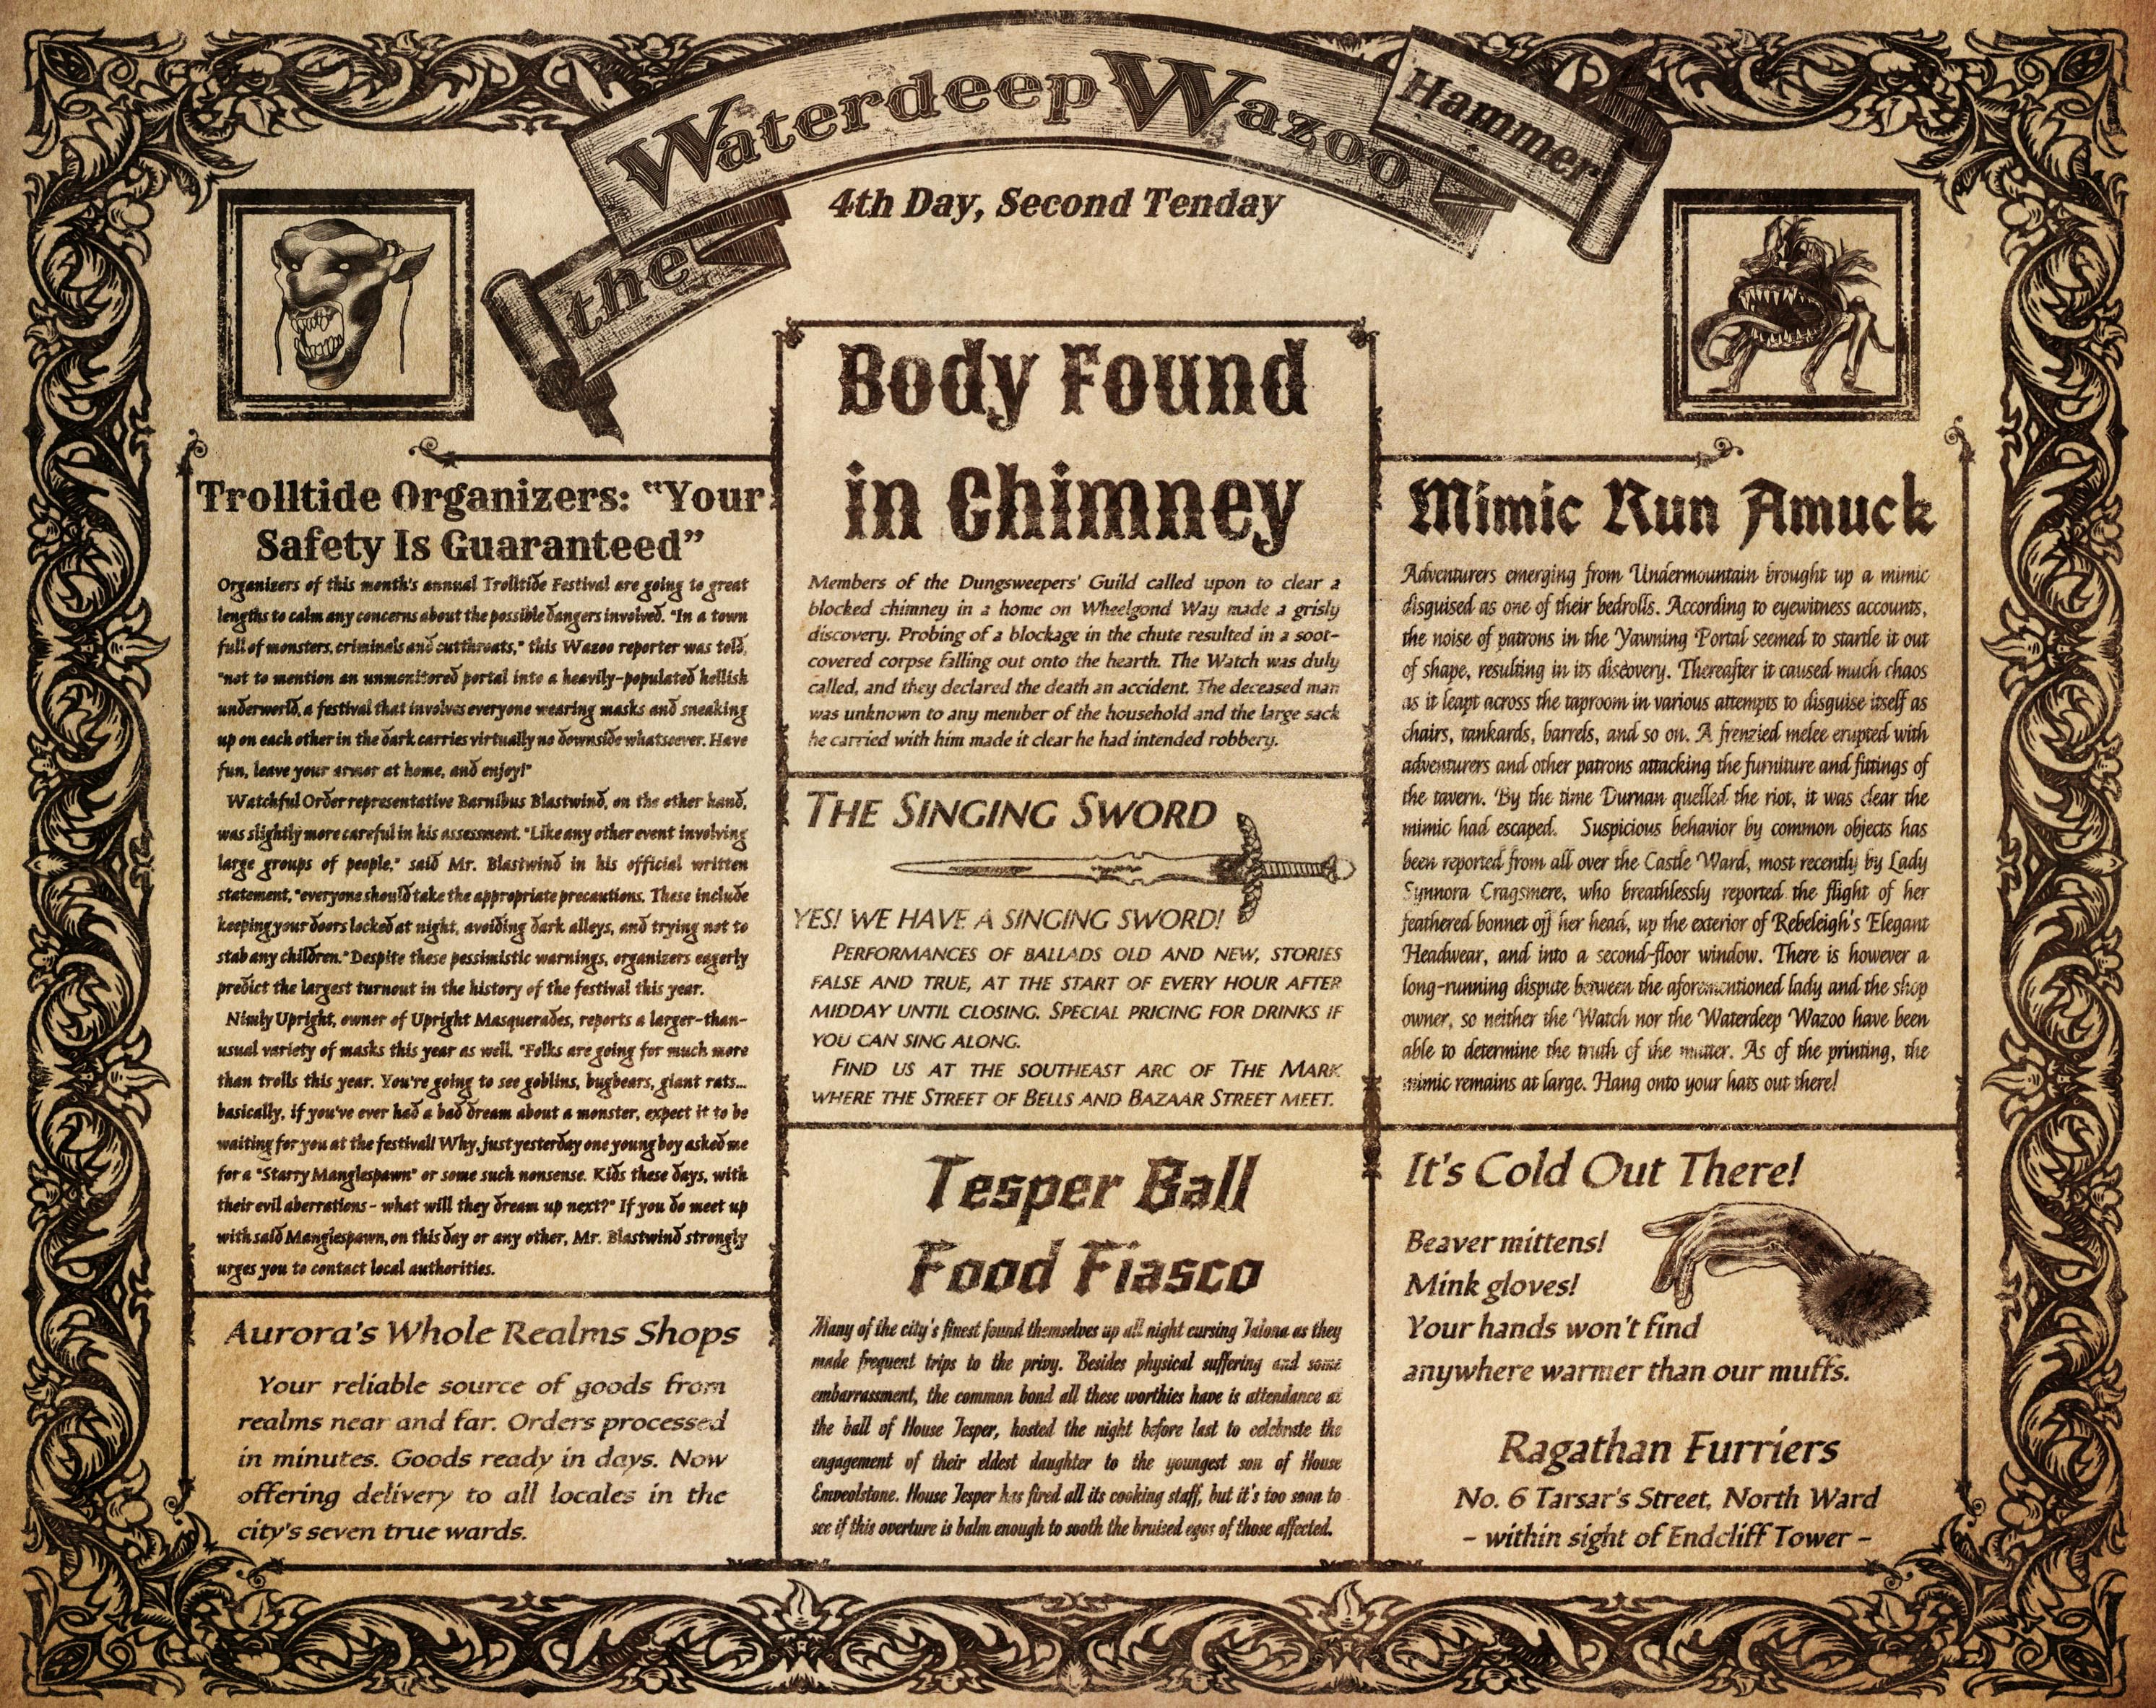 the Waterdeep Wazoo
Hammer
4th Day, Second Tenday
Trolltide Organizers: "Your
Safety Is Guaranteed"
Organizers of this month's annual Trolltide Festival are going to great
lengths to calm any concerns about the possible dangers involved. "In a town
full of monsters, criminals and cutthroats," this Wazoo reporter was told,
"not to mention an unmonitored portal into a heavily-populated hellish
underworld, a festival that involves everyone wearing masks and sneaking
up on each other in the dark carries virtually no downside whatsoever. Have
fun, leave your armor at home, and enjoy!"
Watchful Order representative Barnibus Blastwind, on the other hand,
was slightly more careful in his assessment. "Like any other event involving
large groups of people," said Mr. Blastwind in his official written
statement, "everyone should take the appropriate precautions. These include
keeping your doors locked at night, avoiding dark alleys, and trying not to
stab any children." Despite these pessimistic warnings, organizers eagerly
predict the largest turnout in the history of the festival this year.
Nimly Upright, owner of Upright Masquerades, reports a larger-than-
usual variety of masks this year as well. "Folks are going for much more
than trolls this year. You're going to see goblins, bugbears, giant rats...
basically, if you've ever had a bad dream about a monster, expect it to be
waiting for you at the festival! Why, just yesterday one young boy asked me
for a "Starry Manglespawn" or some such nonsense. Kids these days, with
their evil aberrations - what will they dream up next?" If you do meet up
with said Manglespawn, on this day or any other, Mr. Blastwind strongly
urges you to contact local authorities.
Aurora's Whole Realms Shops
Your reliable source of goods from
realms near and far. Orders processed
in minutes. Goods ready in days. Now
offering delivery to all locales in the
city's seven true wards.
Body Found
in Chimney
Members of the Dungsweepers' Guild called upon to clear a
blocked chimney in a home on Wheelgond Way made a grisly
discovery. Probing of a blockage in the chute resulted in a soot-
covered corpse falling out onto the hearth. The Watch was duly
called, and they declared the death an accident. The deceased man
was unknown to any member of the household and the large sack
he carried with him made it clear he had intended robbery.
THE SINGING SWORD
YES! WE HAVE A SINGING SWORD!
PERFORMANCES OF BALLADS OLD AND NEW, STORIES
FALSE AND TRUE, AT THE START OF EVERY HOUR AFTER
MIDDAY UNTIL CLOSING. SPECIAL PRICING FOR DRINKS IF
YOU CAN SING ALONG.
FIND US AT THE SOUTHEAST ARC OF THE MARK
WHERE THE STREET OF BELLS AND BAZAAR STREET MEET.
Tesper Ball
Food Fiasco
Many of the city's finest found themselves up all night cursing Talona as they
made frequent trips to the privy. Besides physical suffering and some
embarrassment, the common bond all these worthies have is attendance at
the ball of House Tesper, hosted the night before last to celebrate the
engagement of their eldest daughter to the youngest son of House
Emveolstone. House Tesper has fired all its cooking staff, but it's too soon to
see if this overture is balm enough to sooth the bruised egos of those affected.
Mimic Run Amuck
Adventurers emerging from Undermountain brought up a mimic
disguised as one of their bedrolls. According to eyewitness accounts,
the noise of patrons in the Yawning Portal seemed to startle it out
of shape, resulting in its discovery. Thereafter it caused much chaos
as it leapt across the taproom in various attempts to disguise itself as
chairs, tankards, barrels, and so on. A frenzied melee erupted with
adventurers and other patrons attacking the furniture and fittings of
the tavern. By the time Durnan quelled the riot, it was clear the
mimic had escaped. Suspicious behavior by common objects has
been reported from all over the Castle Ward, most recently by Lady
Synnora Cragsmere, who breathlessly reported the flight of her
feathered bonnet off her head, up the exterior of Rebeleigh's Elegant
Headwear, and into a second-floor window. There is however a
long-running dispute between the aforementioned lady and the shop
owner, so neither the Watch nor the Waterdeep Wazoo have been
able to determine the truth of the matter. As of the printing, the
mimic remains at large. Hang onto your hats out there!
It's Cold Out There!
Beaver mittens!
Mink gloves!
Your hands won't find
anywhere warmer than our muffs.
Ragathan Furriers
No. 6 Tarsar's Street, North Ward
- within sight of Endcliff Tower -